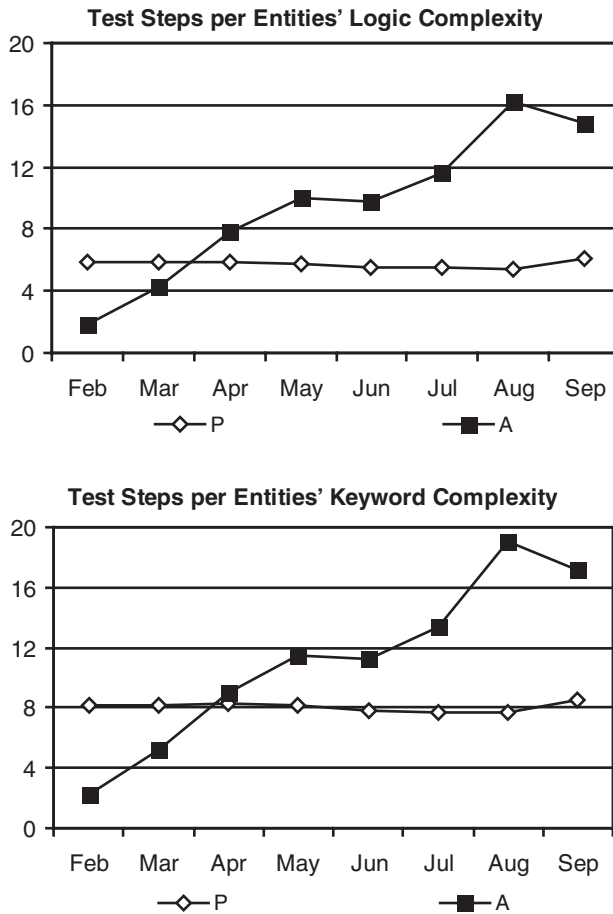 Test Steps per Entities’ Logic Complexity
20
16
12
8
4
0
Feb Mar Apr May Jun Jul Aug Sep
P A
Test Steps per Entities’ Keyword Complexity
20
16
12
8
4
0
Feb Mar Apr May Jun Jul Aug Sep
P A